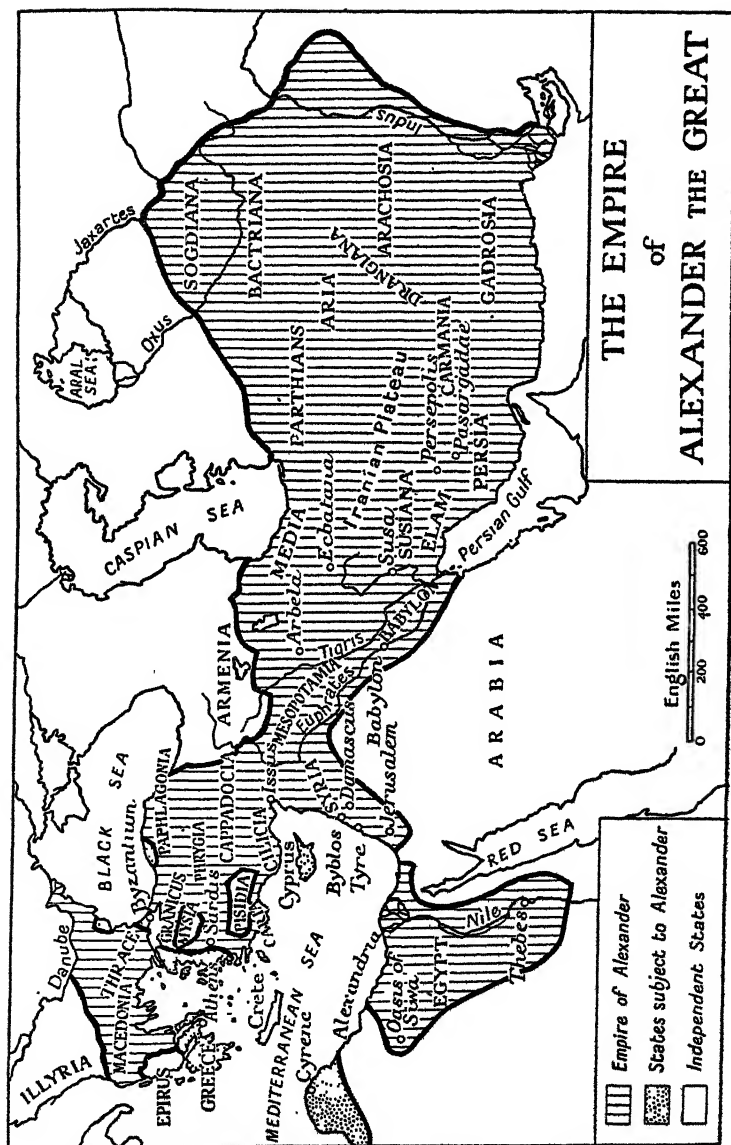 THE EMPIRE
of
ALEXANDER THE GREAT
Empire of Alexander
States subject to Alexander
Independent States
English Miles
0 200 400 600
ILLYRIA
Danube
BLACK SEA
CASPIAN SEA
ARAL
SEA
Jaxartes
Oxus
EPIRUS
MACEDONIA
THRACE
Byzantium
GREECE
Athens
GRANICUS
MYSIA
Sardis
PHRYGIA
PISIDIA
PAPHLAGONIA
CAPPADOCIA
CILICIA
Issus
ARMENIA
MESOPOTAMIA
Tigris
Euphrates
Arbela
MEDIA
Ecbatana
PARTHIANS
ARIA
SOGDIANA
BACTRIANA
DRANGIANA
ARACHOSIA
Indus
GADROSIA
CARMANIA
Iranian Plateau
Persepolis
Pasargadae
PERSIA
Susa
SUSIANA
ELAM
Persian Gulf
BABYLON
Babylon
SYRIA
Damascus
Jerusalem
Byblos
Tyre
Cyprus
Crete
MEDITERRANEAN SEA
Cyrene
Alexandria
Oasis of
Siwa
EGYPT
Nile
Thebes
RED SEA
ARABIA